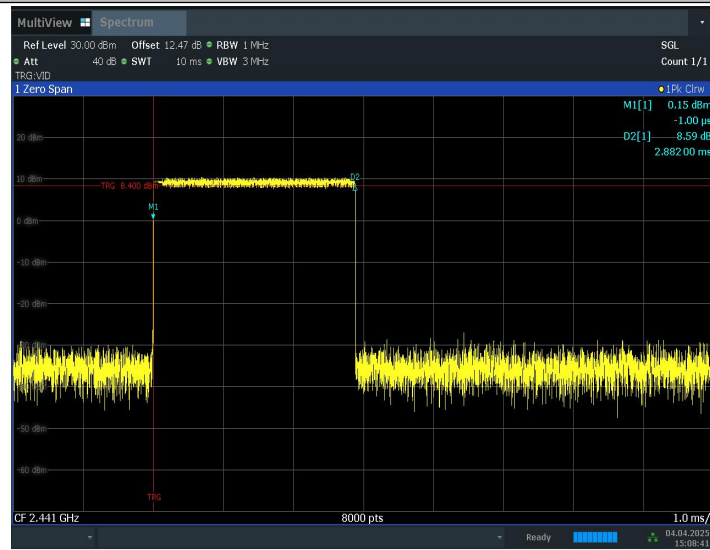 MultiView Spectrum
Ref Level 30.00 dBm Offset 12.47 dB RBW 1 MHz SGL
Att 40 dB SWT 10 ms VBW 3 MHz Count 1/1
TRG:VID
1 Zero Span 1Pk Clrw
M1[1] 0.15 dBm
-1.00 µs
D2[1] 8.59 dB
2.88200 ms
20 dBm
10 dBm
TRG 8.400 dBm
D2
M1
0 dBm
-10 dBm
-20 dBm
-50 dBm
-60 dBm
TRG
CF 2.441 GHz 8000 pts 1.0 ms/
Ready 04.04.2025
15:08:41